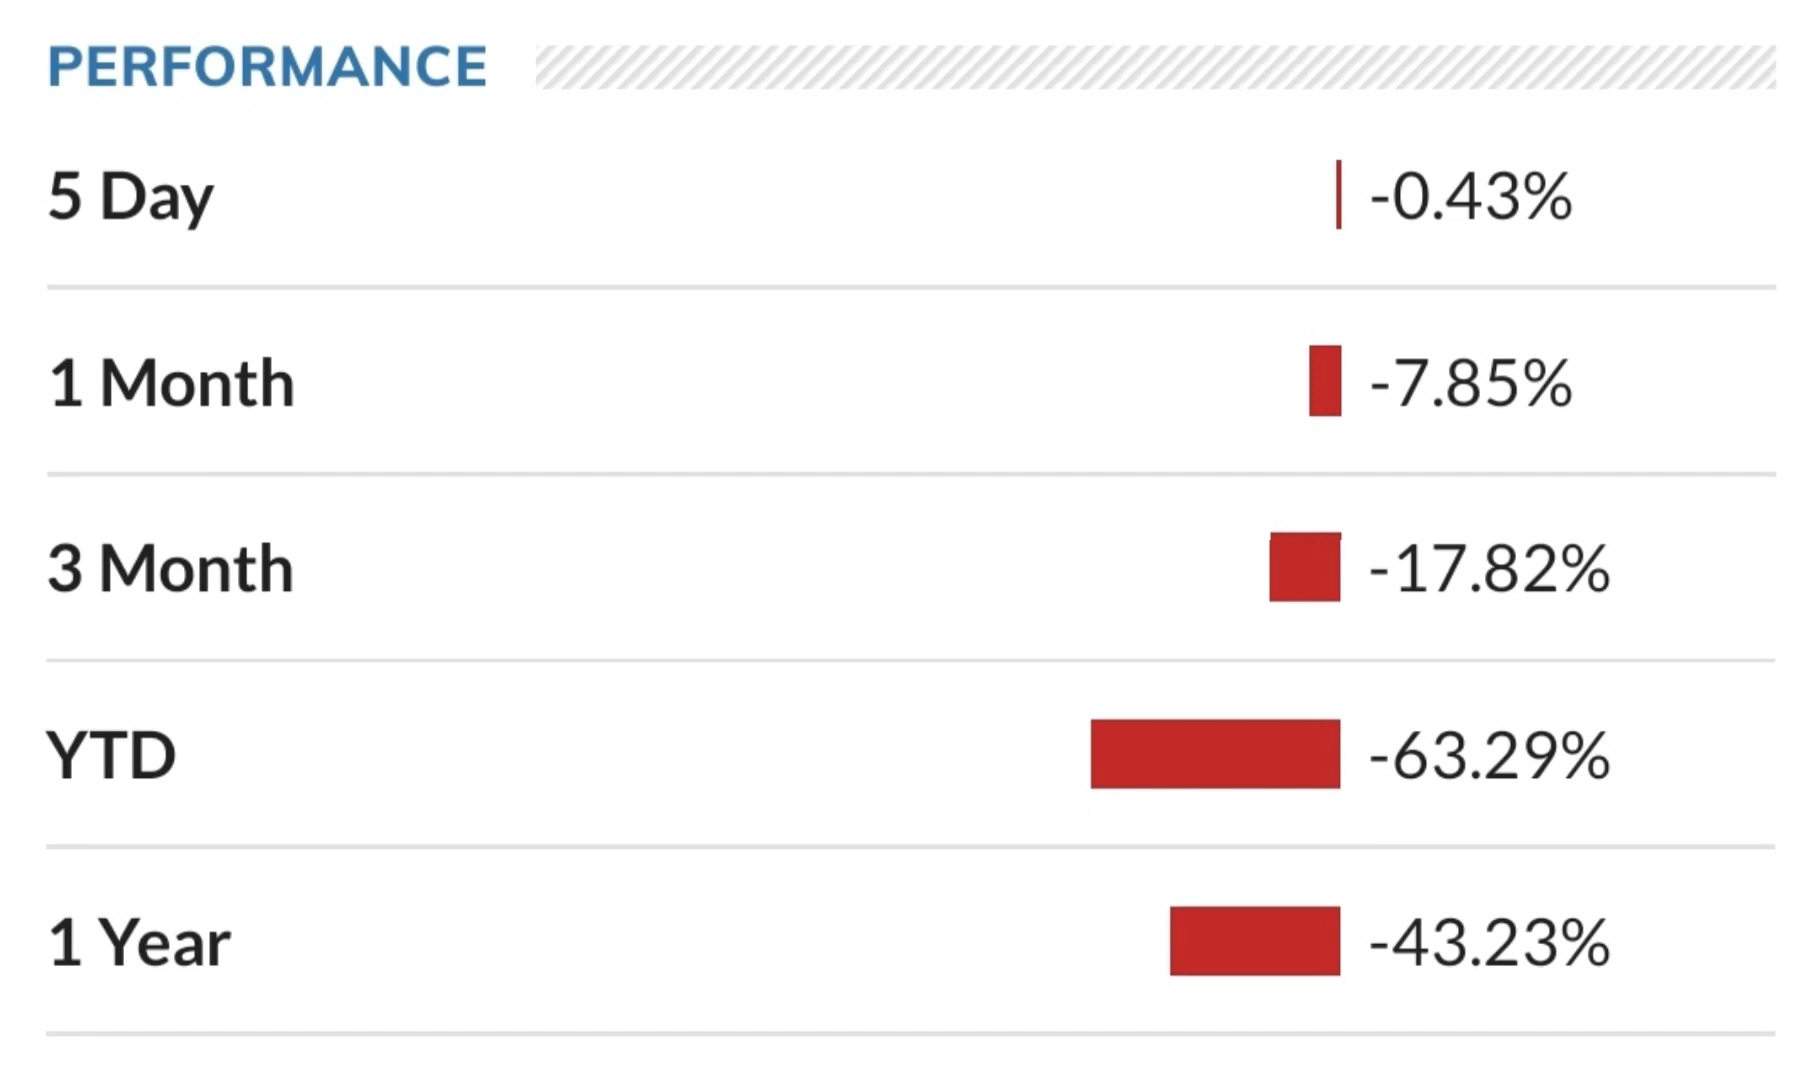 PERFORMANCE
5 Day -0.43%
1 Month -7.85%
3 Month -17.82%
YTD -63.29%
1 Year -43.23%